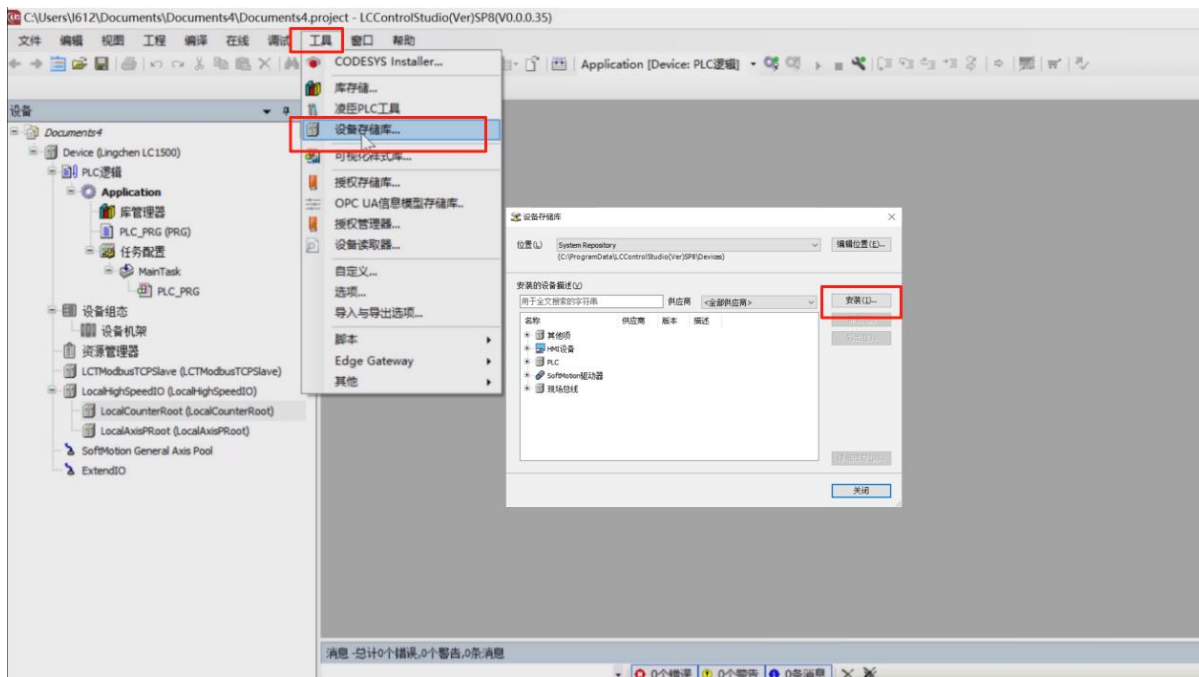 C:\Users\l612\Documents\Documents4\Documents4.project - LCControlStudio(Ver)SP8(V0.0.0.35)
文件 编辑 视图 工程 编译 在线 调试 工具 窗口 帮助
Application [Device: PLC逻辑]
设备
Documents4
Device (Lingchen LC1500)
PLC逻辑
Application
库管理器
PLC_PRG (PRG)
任务配置
MainTask
PLC_PRG
设备组态
设备机架
资源管理器
LCTModbusTCPSlave (LCTModbusTCPSlave)
LocalHighSpeedIO (LocalHighSpeedIO)
LocalCounterRoot (LocalCounterRoot)
LocalAxisPRoot (LocalAxisPRoot)
SoftMotion General Axis Pool
ExtendIO
CODESYS Installer...
库存储...
凌臣PLC工具
设备存储库...
可视化样式库...
授权存储库...
OPC UA信息模型存储库..
授权管理器...
设备读取器...
自定义...
选项...
导入与导出选项...
脚本
Edge Gateway
其他
设备存储库
位置(L) System Repository 编辑位置(E)...
(C:\ProgramData\LCControlStudio(Ver)SP8\Devices)
安装的设备描述(V)
用于全文搜索的字符串 供应商 <全部供应商> 安装(I)...
名称 供应商 版本 描述
其他项
HMI设备
PLC
SoftMotion驱动器
现场总线
关闭
消息 -总计0个错误,0个警告,0条消息
0个错误 0个警告 0条消息